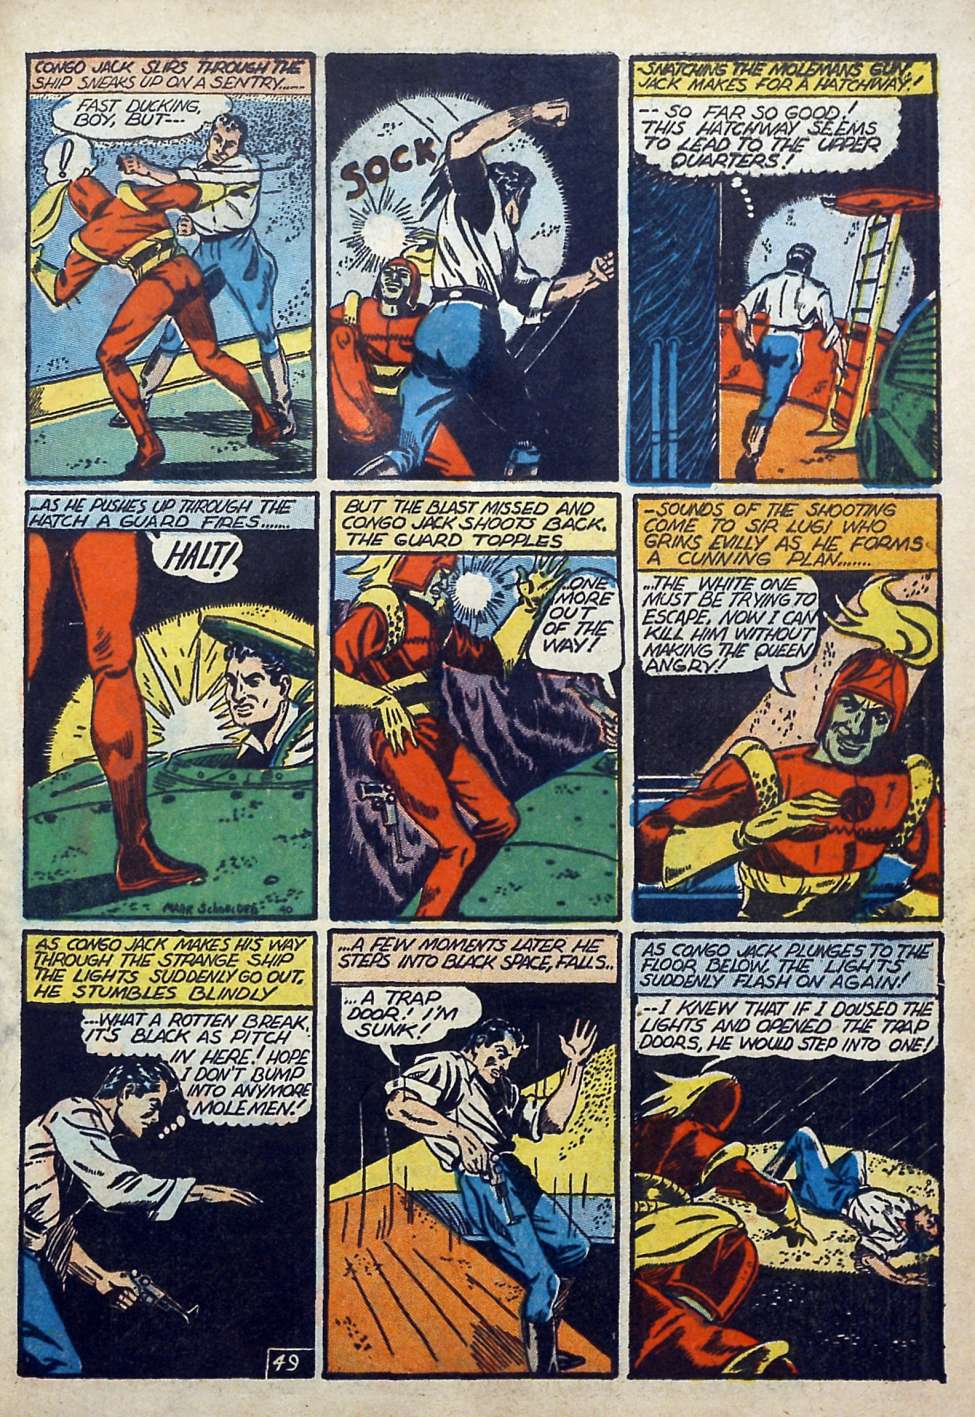 CONGO JACK SLIPS THROUGH THE
SHIP SNEAKS UP ON A SENTRY......
FAST DUCKING,
BOY, BUT---
!
SOCK
SNATCHING THE MOLEMANS GUN
JACK MAKES FOR A HATCHWAY!
-- SO FAR SO GOOD!
THIS HATCHWAY SEEMS
TO LEAD TO THE UPPER
QUARTERS!
...AS HE PUSHES UP THROUGH THE
HATCH A GUARD FIRES.......
HALT!
MARK SCHNEIDER 40
BUT THE BLAST MISSED AND
CONGO JACK SHOOTS BACK.
THE GUARD TOPPLES
...ONE
MORE
OUT
OF THE
WAY!
-SOUNDS OF THE SHOOTING
COME TO SIR LUGI WHO
GRINS EVILLY AS HE FORMS
A CUNNING PLAN.......
...THE WHITE ONE
MUST BE TRYING TO
ESCAPE, NOW I CAN
KILL HIM WITHOUT
MAKING THE QUEEN
ANGRY!
AS CONGO JACK MAKES HIS WAY
THROUGH THE STRANGE SHIP
THE LIGHTS SUDDENLY GO OUT.
HE STUMBLES BLINDLY
--WHAT A ROTTEN BREAK,
IT'S BLACK AS PITCH
IN HERE! HOPE
I DON'T BUMP
INTO ANYMORE
MOLE MEN!
49
...A FEW MOMENTS LATER HE
STEPS INTO BLACK SPACE, FALLS..
...A TRAP
DOOR! I'M
SUNK!
AS CONGO JACK PLUNGES TO THE
FLOOR BELOW, THE LIGHTS
SUDDENLY FLASH ON AGAIN!
--I KNEW THAT IF I DOUSED THE
LIGHTS AND OPENED THE TRAP
DOORS, HE WOULD STEP INTO ONE!